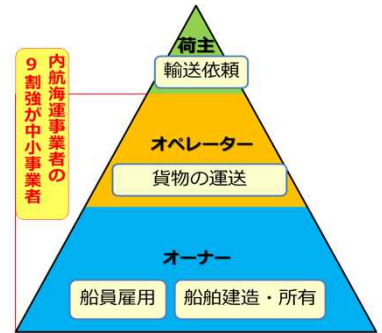 荷主
輸送依頼
内航海運事業者の
９割強が中小事業者
オペレーター
貨物の運送
オーナー
船員雇用
船舶建造・所有